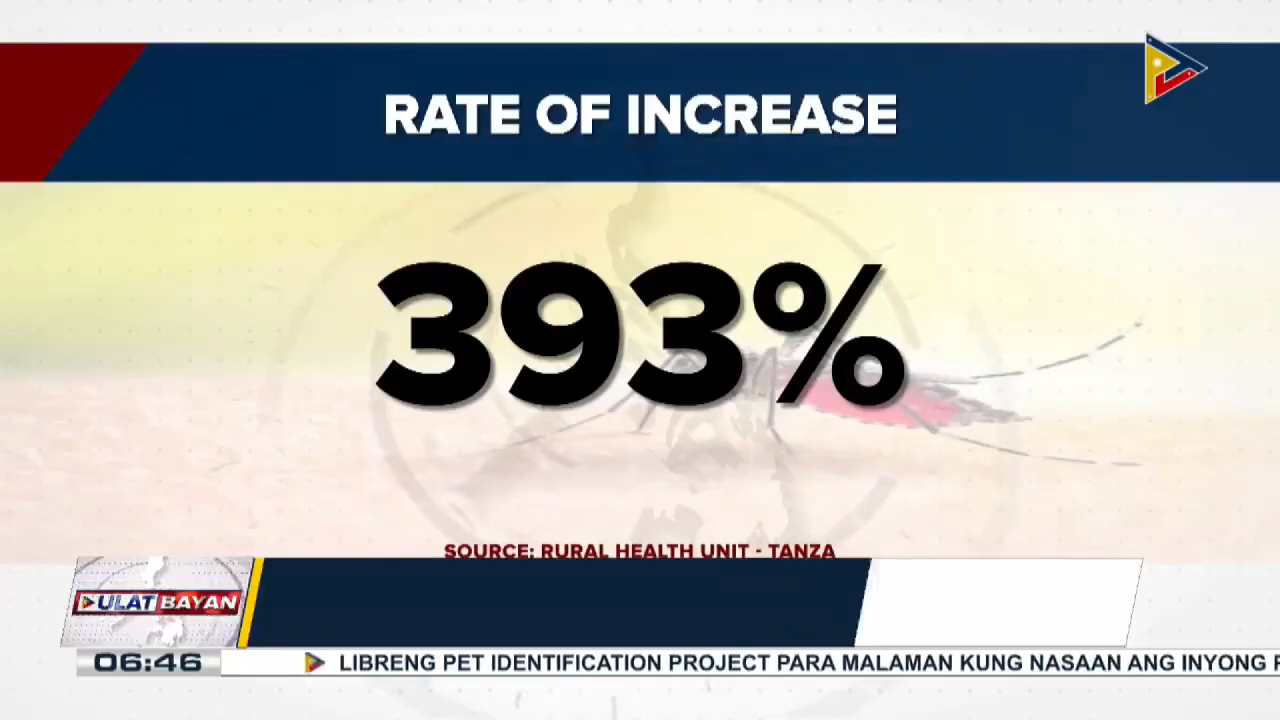 RATE OF INCREASE
393%
SOURCE: RURAL HEALTH UNIT - TANZA
ULAT BAYAN
06:46
LIBRENG PET IDENTIFICATION PROJECT PARA MALAMAN KUNG NASAAN ANG INYONG